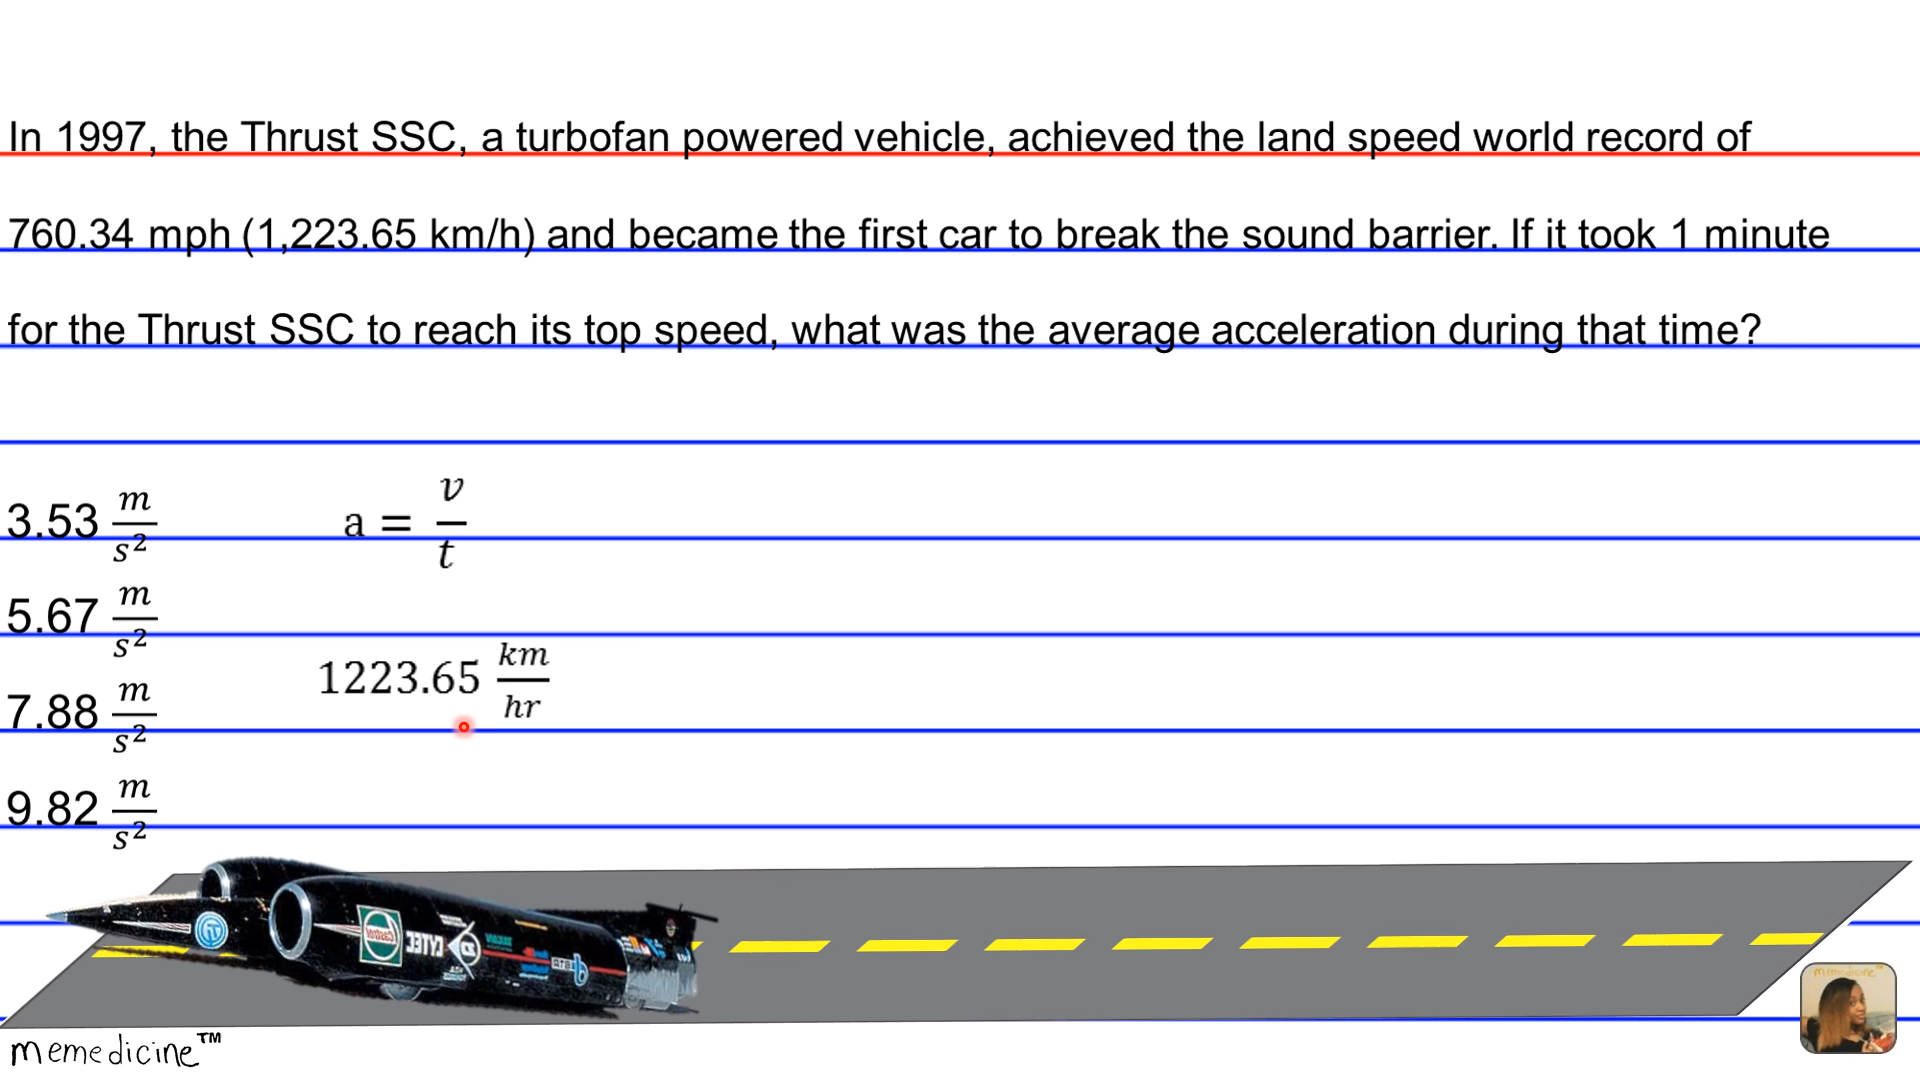 In 1997, the Thrust SSC, a turbofan powered vehicle, achieved the land speed world record of
760.34 mph (1,223.65 km/h) and became the first car to break the sound barrier. If it took 1 minute
for the Thrust SSC to reach its top speed, what was the average acceleration during that time?
3.53 m/s²
a = v/t
5.67 m/s²
1223.65 km/hr
7.88 m/s²
9.82 m/s²
Castrol
memedicine™
memedicine™